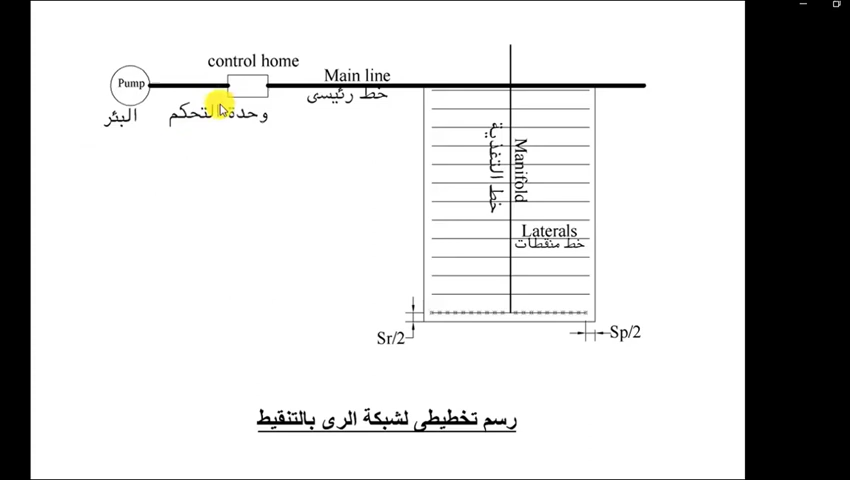 control home
Pump
Main line
البئر
وحدة التحكم
خط رئيسى
خط التغذية
Manifold
Laterals
خط منقطات
Sr/2
Sp/2
رسم تخطيطى لشبكة الرى بالتنقيط